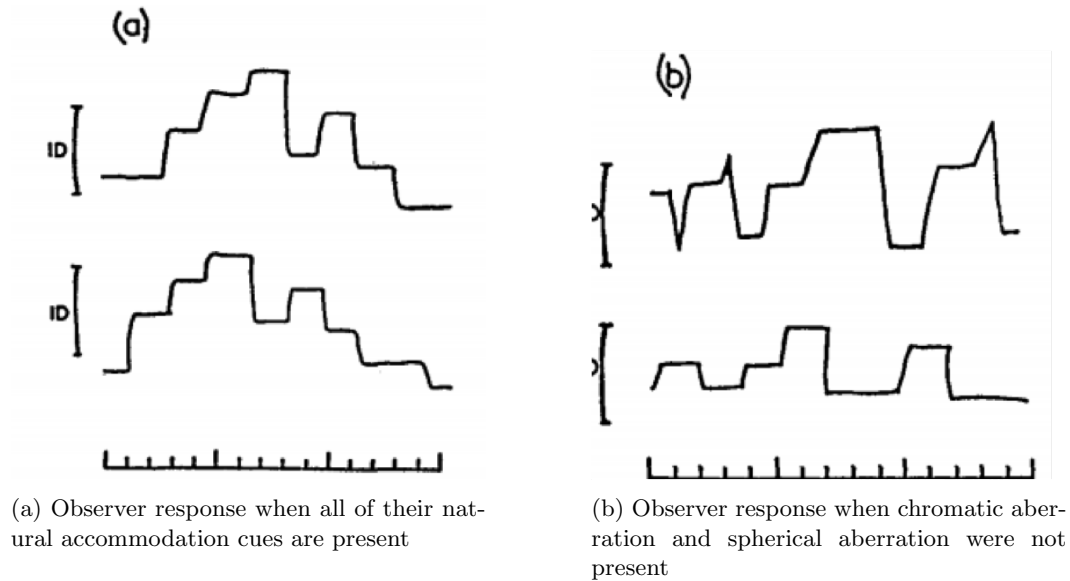 (a)
1D
1D
(a) Observer response when all of their nat-
ural accommodation cues are present
(b)
(b) Observer response when chromatic aber-
ration and spherical aberration were not
present